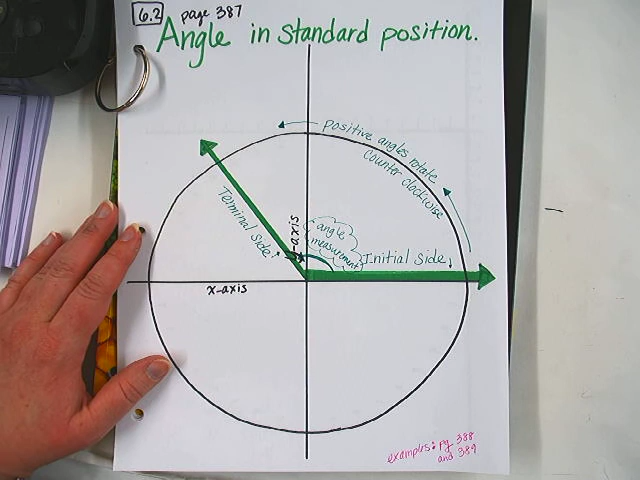 6.2 page 387
Angle in standard position.
positive angles rotate
counter clockwise
Terminal side
y-axis
angle
measurement
Initial side
x-axis
examples: pg 388
and 389